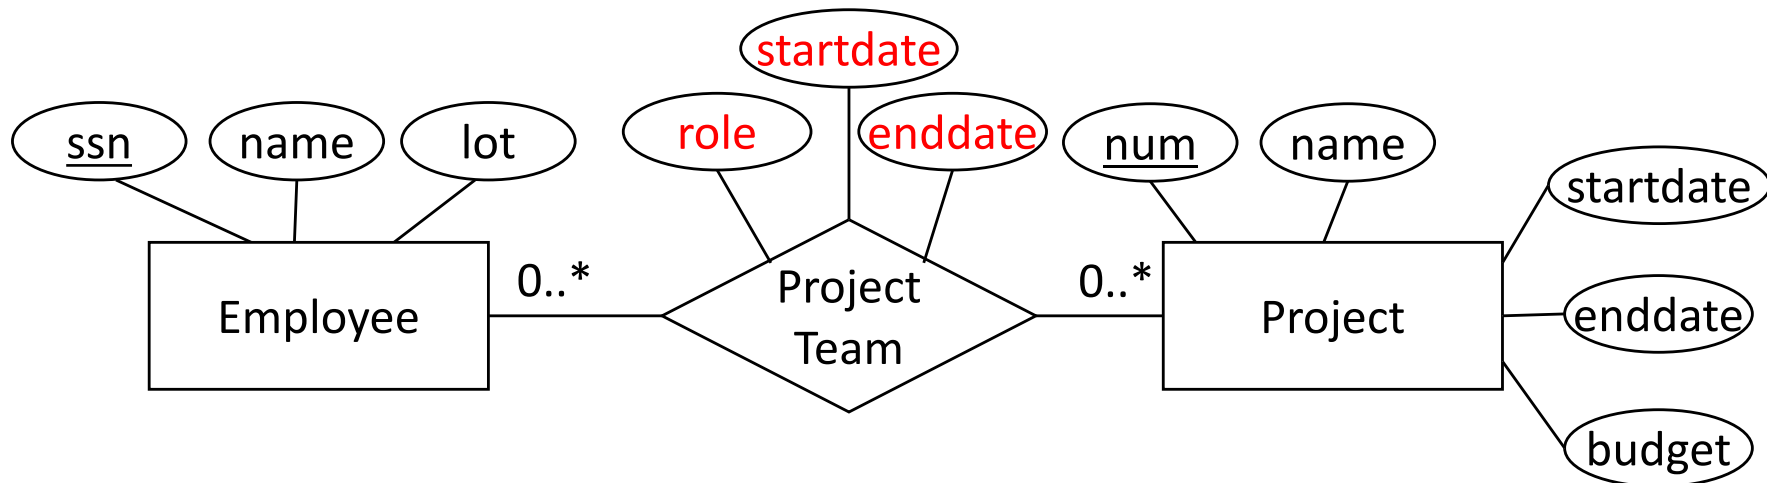 startdate
ssn
name
lot
role
enddate
num
name
startdate
Employee
0..*
Project
Team
0..*
Project
enddate
budget